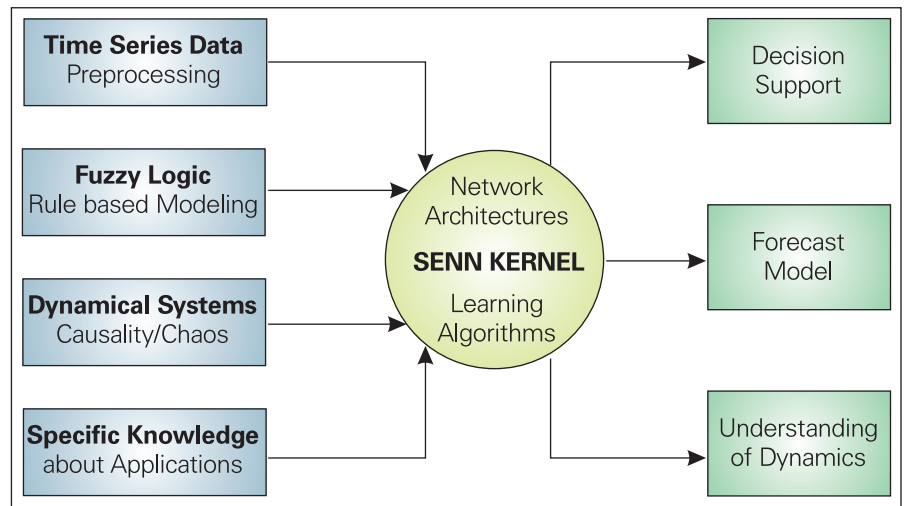 Time Series Data
Preprocessing
Fuzzy Logic
Rule based Modeling
Dynamical Systems
Causality/Chaos
Specific Knowledge
about Applications
Network
Architectures
SENN KERNEL
Learning
Algorithms
Decision
Support
Forecast
Model
Understanding
of Dynamics